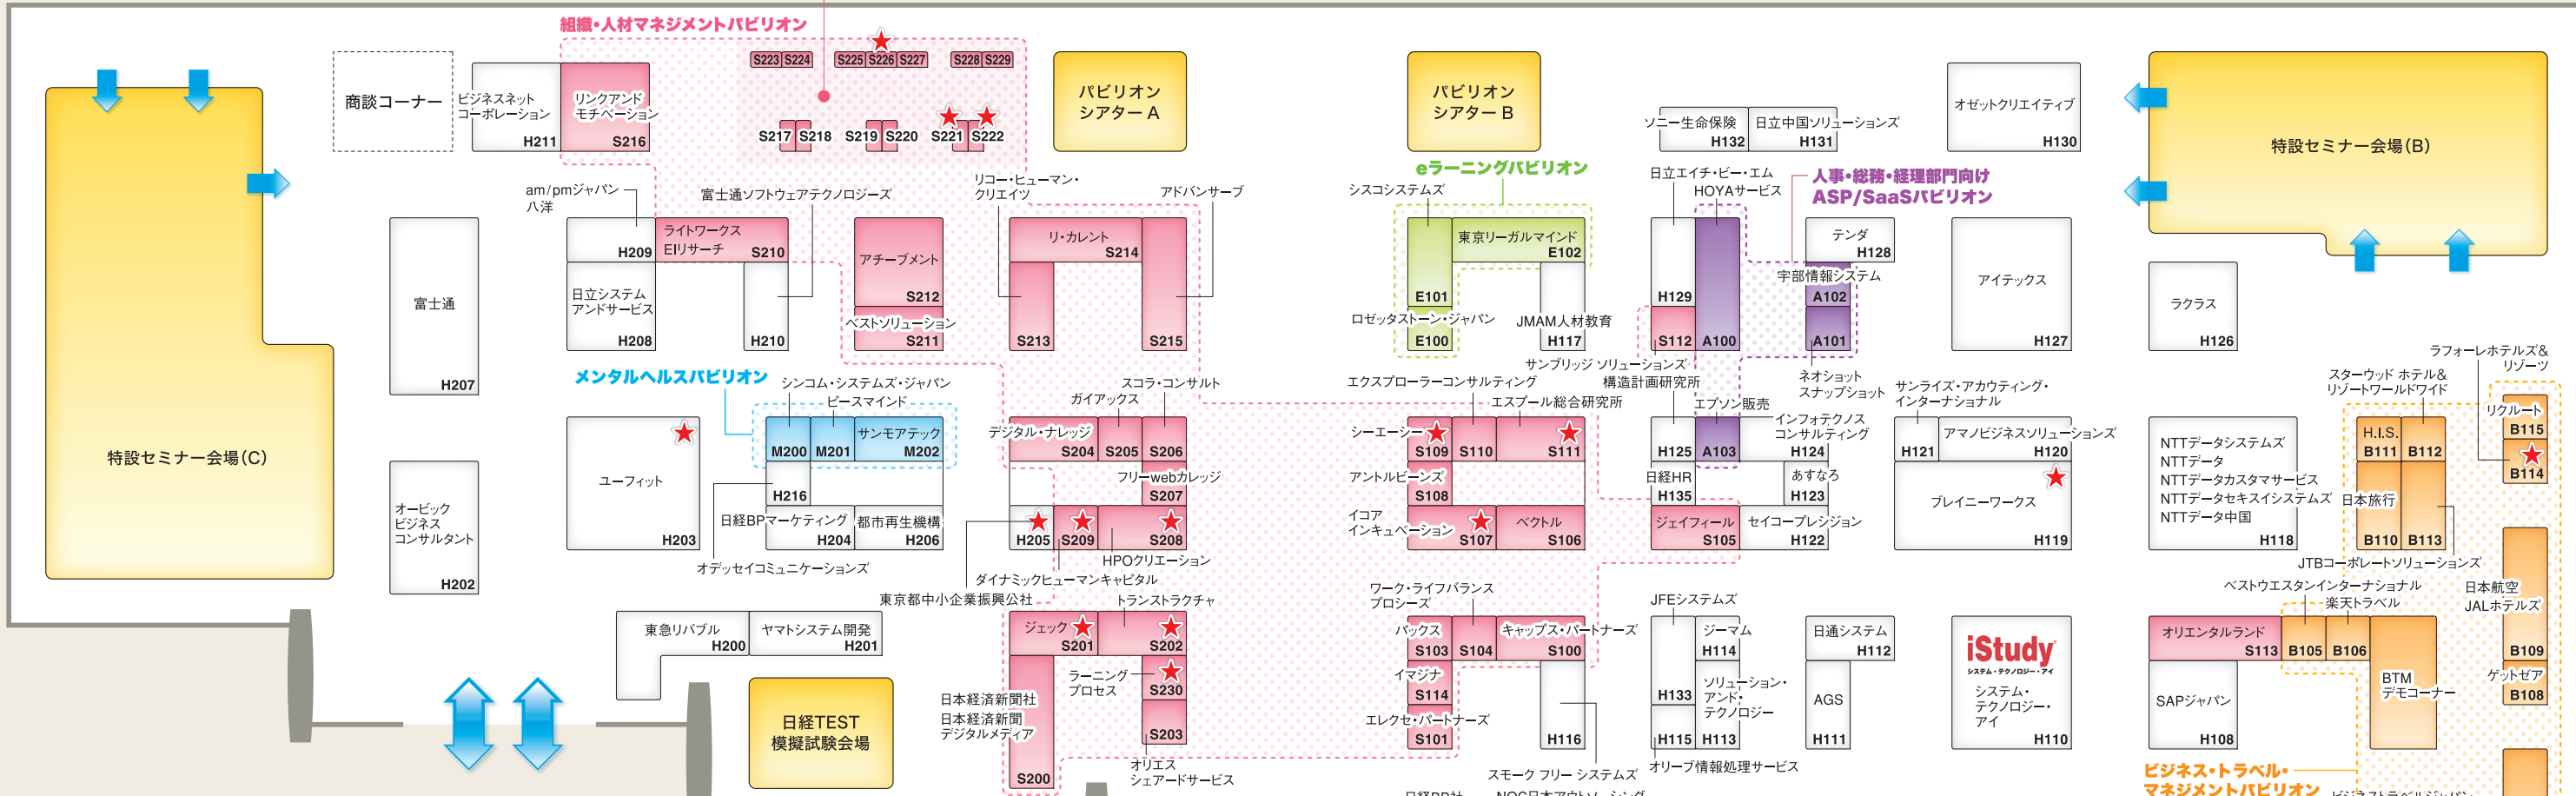 組織・人材マネジメントパビリオン
S223
S224
S225
S226
S227
S228
S229
商談コーナー
ビジネスネット
コーポレーション
H211
リンクアンド
モチベーション
S216
S217
S218
S219
S220
S221
S222
パビリオン
シアター A
パビリオン
シアター B
ソニー生命保険
H132
日立中国ソリューションズ
H131
オゼットクリエイティブ
H130
特設セミナー会場(B)
特設セミナー会場(C)
am/pmジャパン
八洋
H209
富士通ソフトウェアテクノロジーズ
ライトワークス
EIリサーチ
S210
日立システム
アンドサービス
H208
H210
富士通
H207
アチーブメント
S212
ベストソリューション
S211
リコー・ヒューマン・
クリエイツ
アドバンサーブ
リ・カレント
S214
S213
S215
eラーニングパビリオン
シスコシステムズ
東京リーガルマインド
E102
E101
ロゼッタストーン・ジャパン
E100
JMAM人材教育
H117
日立エイチ・ビー・エム
HOYAサービス
人事・総務・経理部門向け
ASP/SaaSパビリオン
H129
S112
A100
サンブリッジ ソリューションズ
構造計画研究所
テンダ
H128
宇部情報システム
A102
A101
ネオショット
スナップショット
アイテックス
H127
ラクラス
H126
メンタルヘルスパビリオン
シンコム・システムズ・ジャパン
ピースマインド
サンモアテック
M200
M201
M202
ユーフィット
H203
H216
日経BPマーケティング
H204
都市再生機構
H206
オデッセイコミュニケーションズ
オービック
ビジネス
コンサルタント
H202
スコラ・コンサルト
ガイアックス
デジタル・ナレッジ
S204
S205
S206
フリーwebカレッジ
S207
H205
S209
S208
HPOクリエーション
ダイナミックヒューマンキャピタル
東京都中小企業振興公社
エクスプローラーコンサルティング
エスプール総合研究所
シーエーシー
S109
S110
S111
アントルビーンズ
S108
イコア
インキュベーション
S107
ベクトル
S106
エプソン販売
H125
A103
インフォテクノス
コンサルティング
H124
日経HR
H135
あすなろ
H123
ジェイフィール
S105
セイコープレシジョン
H122
サンライズ・アカウティング・
インターナショナル
H121
アマノビジネスソリューションズ
H120
ブレイニーワークス
H119
NTTデータシステムズ
NTTデータ
NTTデータカスタマサービス
NTTデータセキスイシステムズ
NTTデータ中国
H118
ラフォーレホテルズ&
リゾーツ
スターウッド ホテル&
リゾートワールドワイド
リクルート
B115
B114
H.I.S.
B111
B112
日本旅行
B110
B113
JTBコーポレートソリューションズ
東急リバブル
H200
ヤマトシステム開発
H201
日経TEST
模擬試験会場
トランストラクチャ
ジェック
S201
S202
ラーニング
プロセス
S230
S203
日本経済新聞社
日本経済新聞
デジタルメディア
S200
オリエス
シェアードサービス
ワーク・ライフバランス
プロシーズ
バックス
S103
S104
キャップス・パートナーズ
S100
イマジナ
S114
エレクセ・パートナーズ
S101
H116
スモーク フリー システムズ
JFEシステムズ
H133
ジーマム
H114
ソリューション・
アンド・
テクノロジー
H113
H115
オリーブ情報処理サービス
日通システム
H112
AGS
H111
iStudy
システム・テクノロジー・アイ
システム・
テクノロジー・
アイ
H110
ベストウエスタンインターナショナル
楽天トラベル
オリエンタルランド
S113
B105
B106
SAPジャパン
H108
BTM
デモコーナー
日本航空
JALホテルズ
B109
ゲットゼア
B108
ビジネス・トラベル・
マネジメントパビリオン